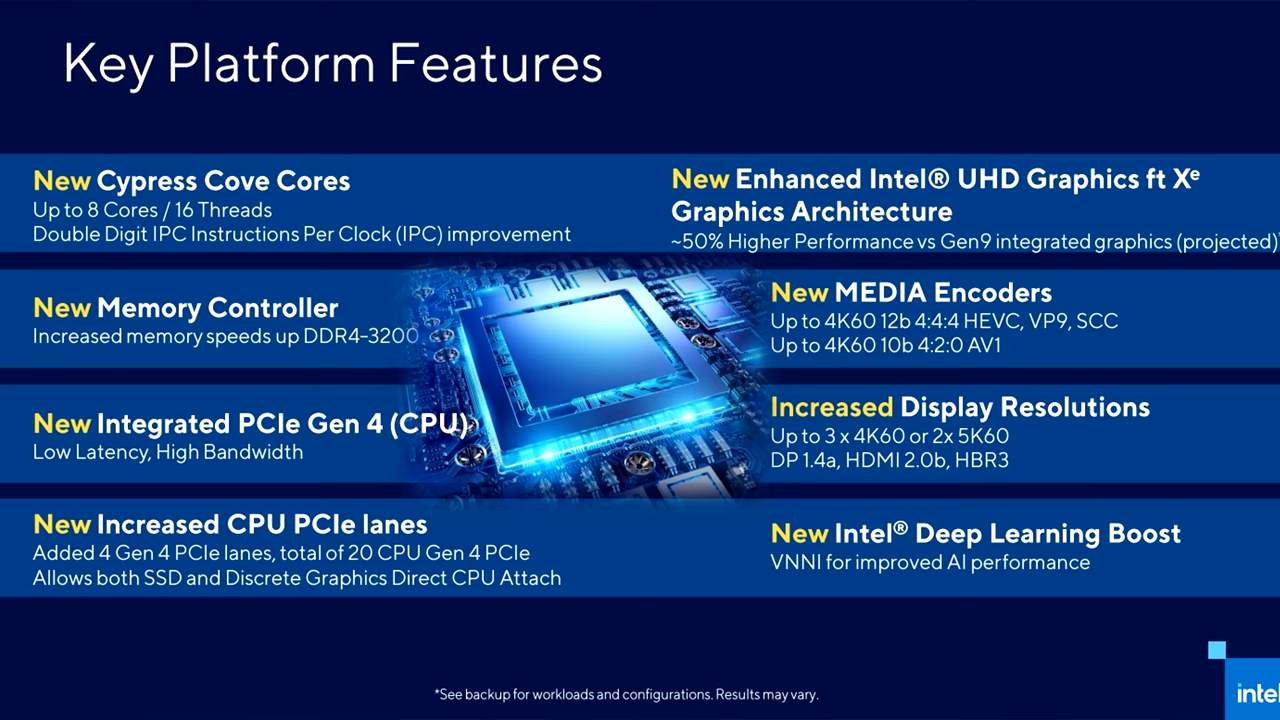 Key Platform Features
New Cypress Cove Cores
Up to 8 Cores / 16 Threads
Double Digit IPC Instructions Per Clock (IPC) improvement
New Memory Controller
Increased memory speeds up DDR4-3200
New Integrated PCIe Gen 4 (CPU)
Low Latency, High Bandwidth
New Increased CPU PCIe lanes
Added 4 Gen 4 PCIe lanes, total of 20 CPU Gen 4 PCIe
Allows both SSD and Discrete Graphics Direct CPU Attach
New Enhanced Intel® UHD Graphics ft Xᵉ
Graphics Architecture
~50% Higher Performance vs Gen9 integrated graphics (projected)
New MEDIA Encoders
Up to 4K60 12b 4:4:4 HEVC, VP9, SCC
Up to 4K60 10b 4:2:0 AV1
Increased Display Resolutions
Up to 3 x 4K60 or 2x 5K60
DP 1.4a, HDMI 2.0b, HBR3
New Intel® Deep Learning Boost
VNNI for improved AI performance
*See backup for workloads and configurations. Results may vary.
inte